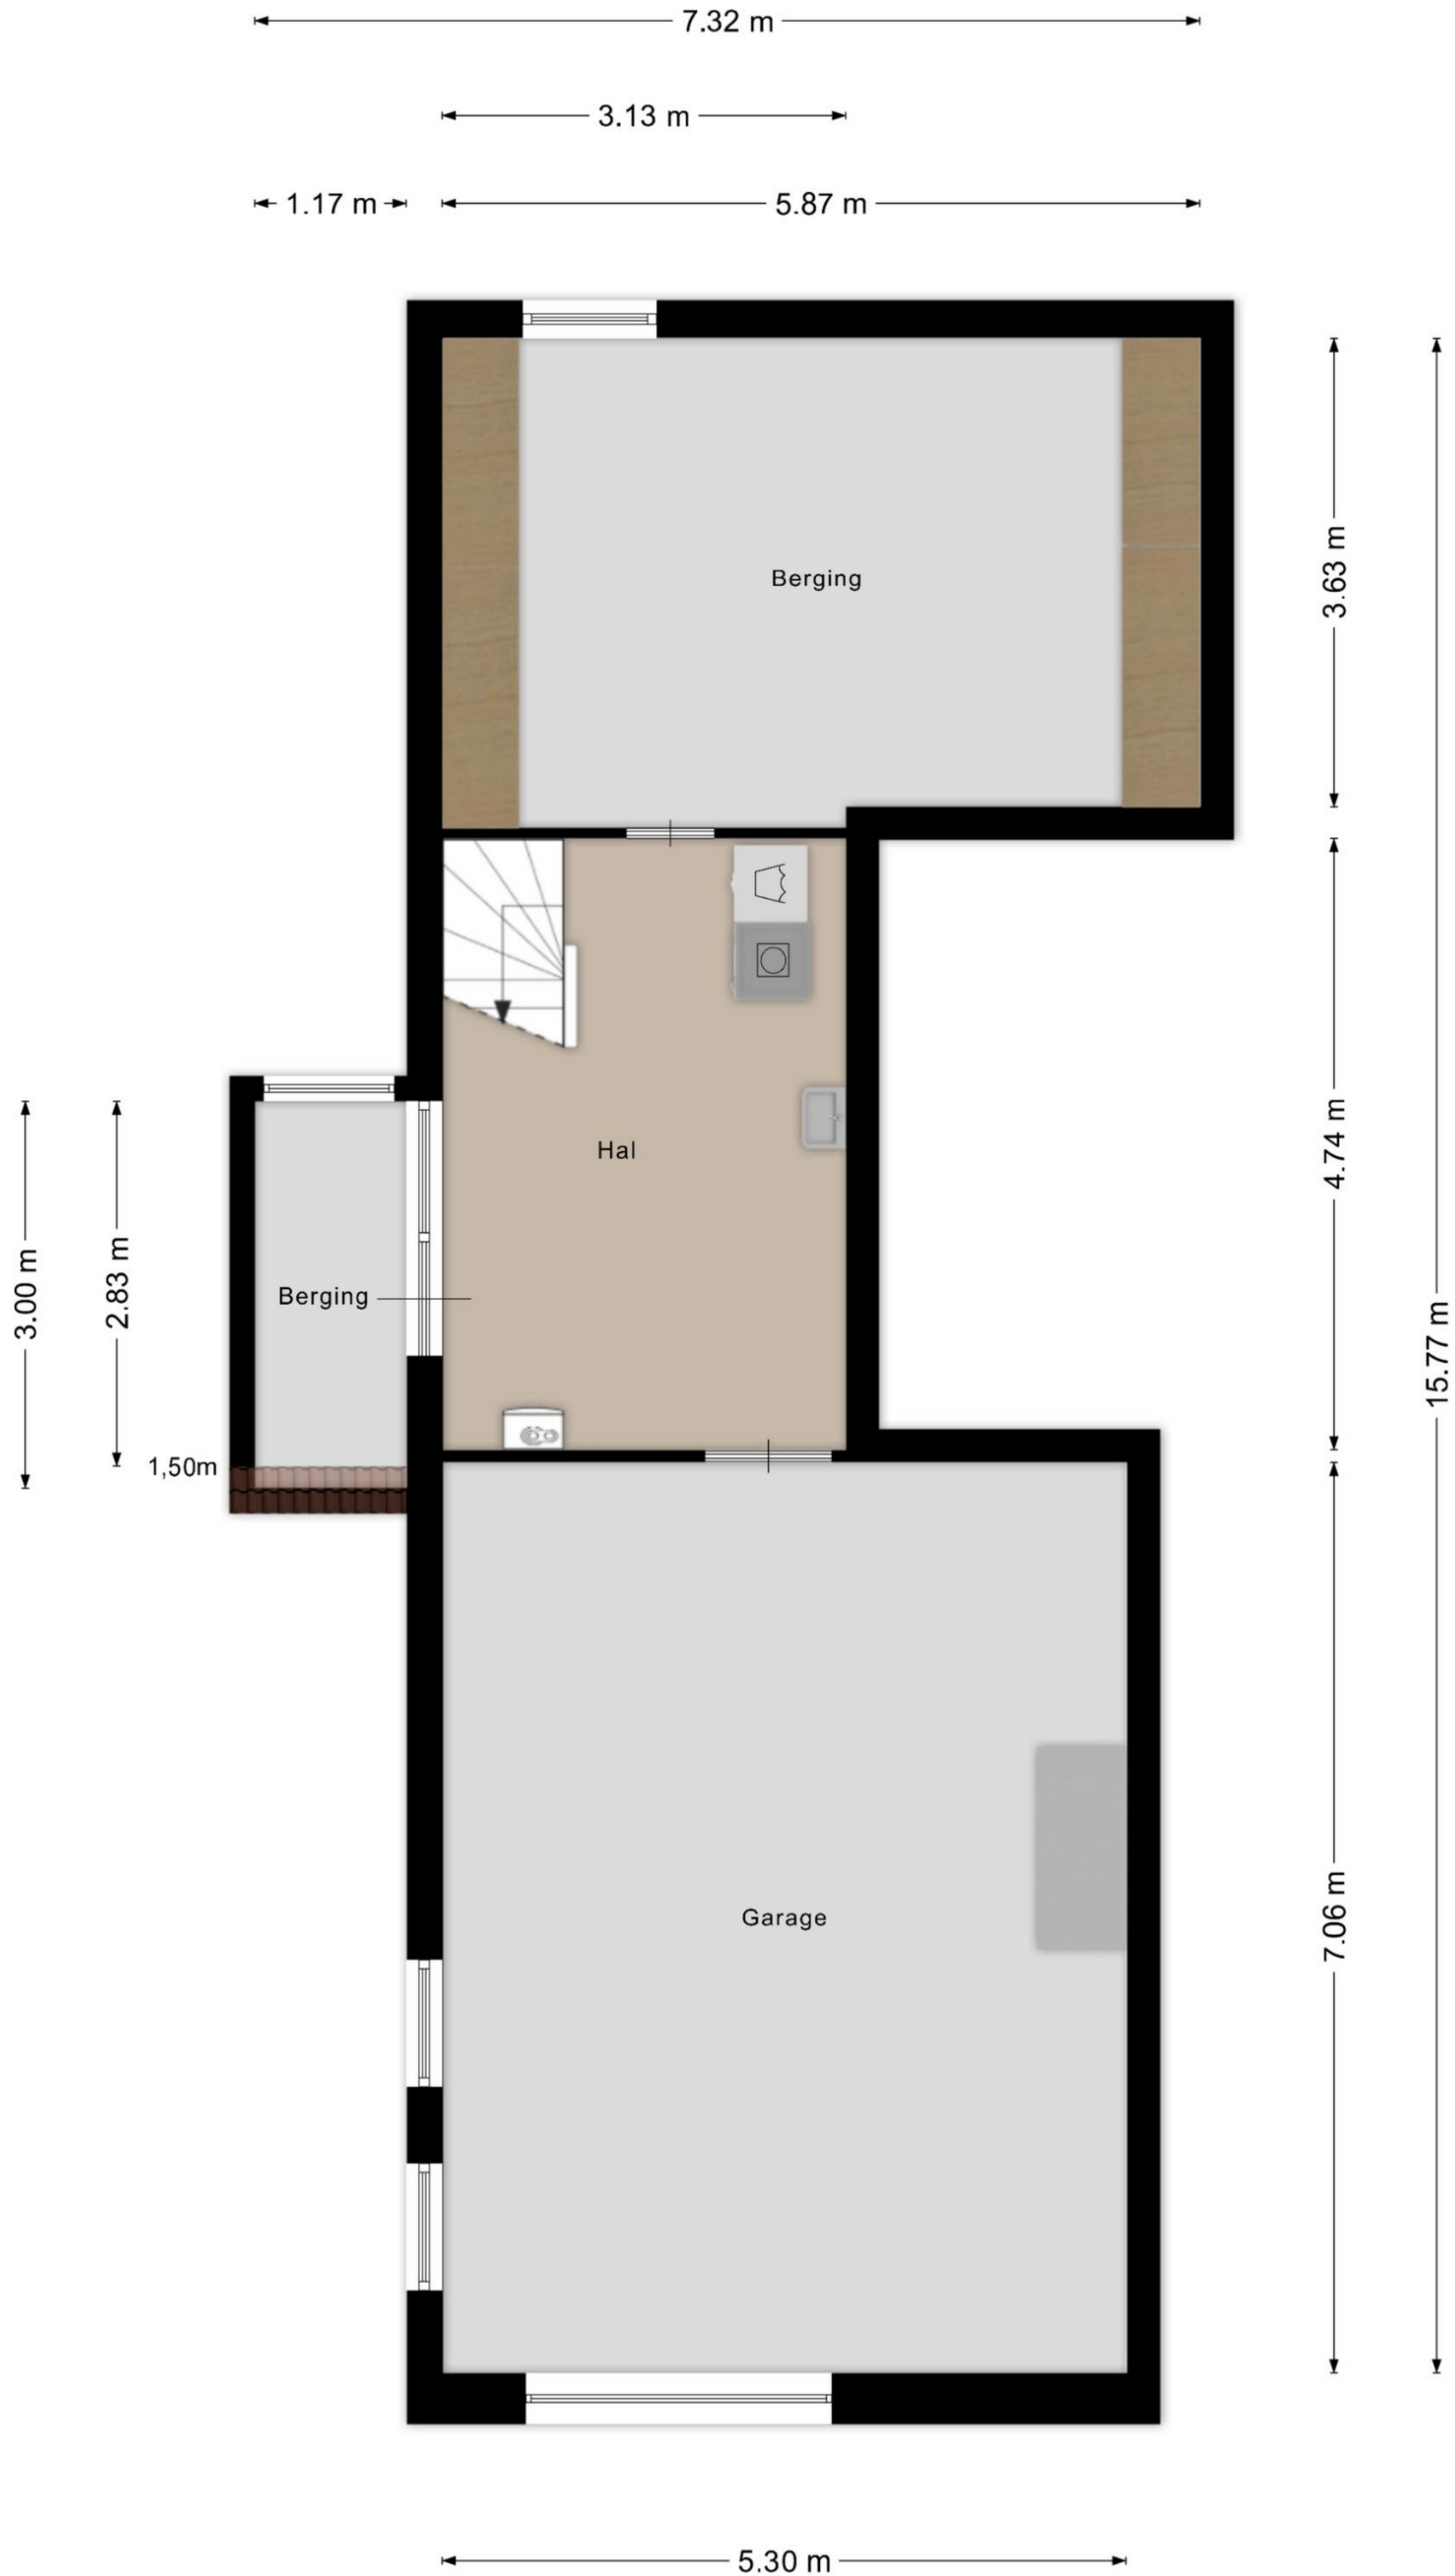 7.32 m
3.13 m
1.17 m
5.87 m
Berging
3.63 m
Hal
4.74 m
Berging
3.00 m
2.83 m
15.77 m
1,50m
Garage
7.06 m
5.30 m